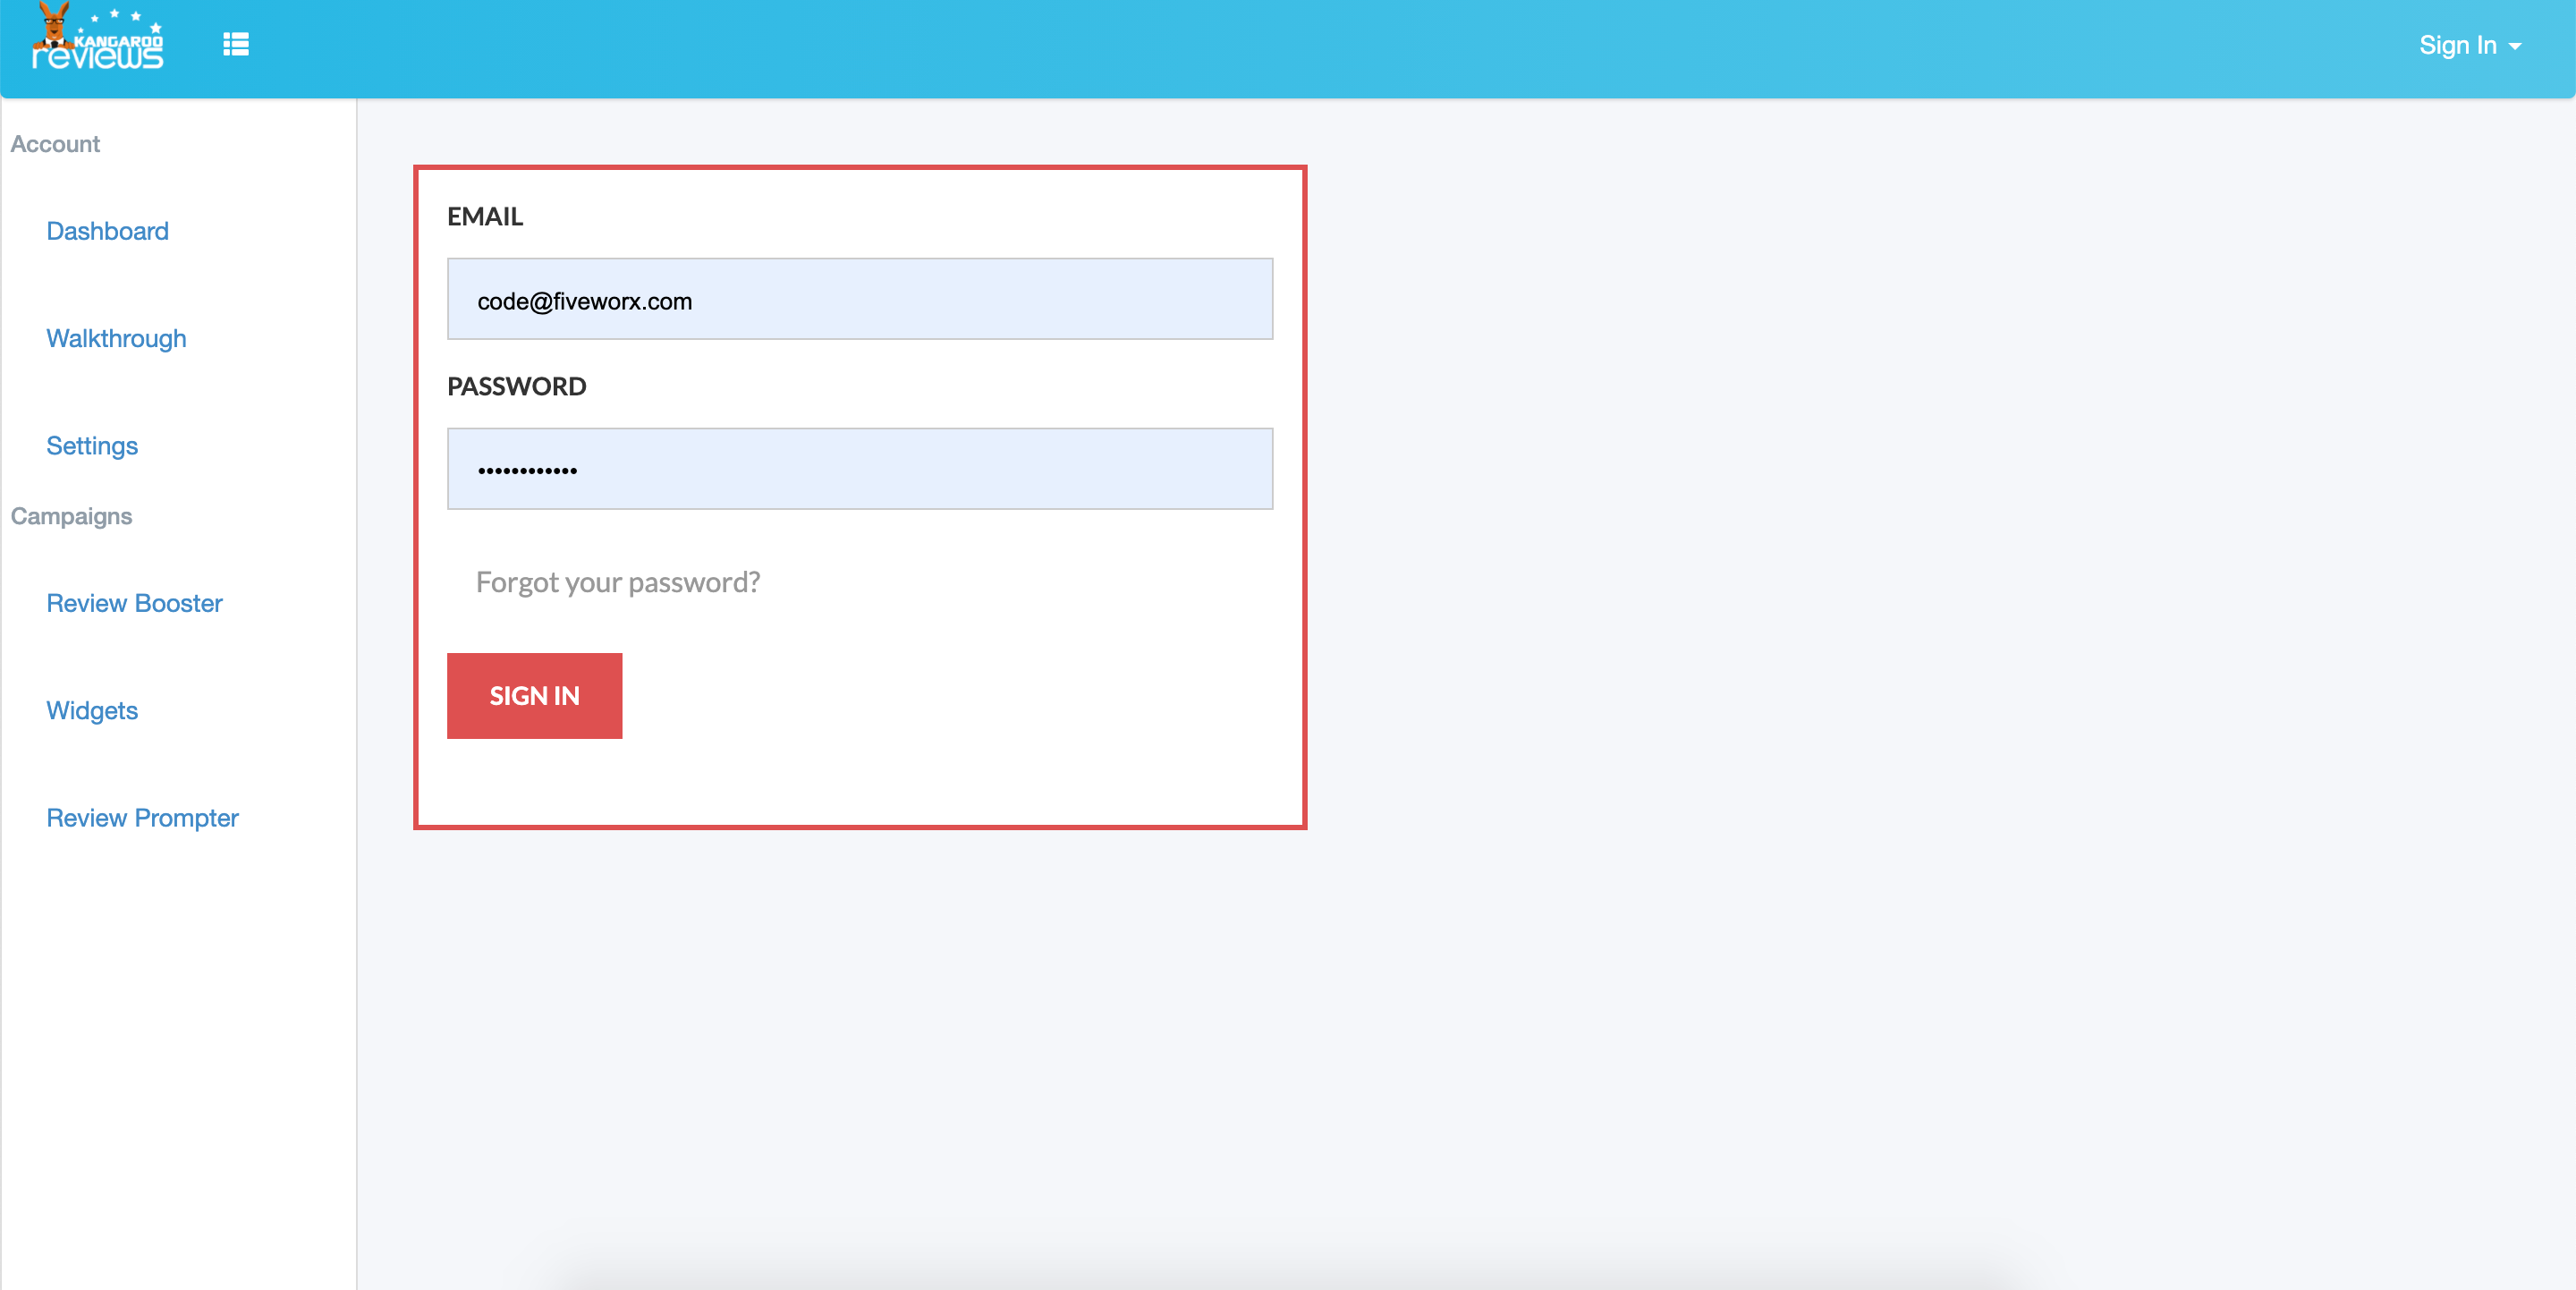 KANGAROO
reviews
Sign In
Account
Dashboard
Walkthrough
Settings
Campaigns
Review Booster
Widgets
Review Prompter
EMAIL
code@fiveworx.com
PASSWORD
••••••••••••
Forgot your password?
SIGN IN